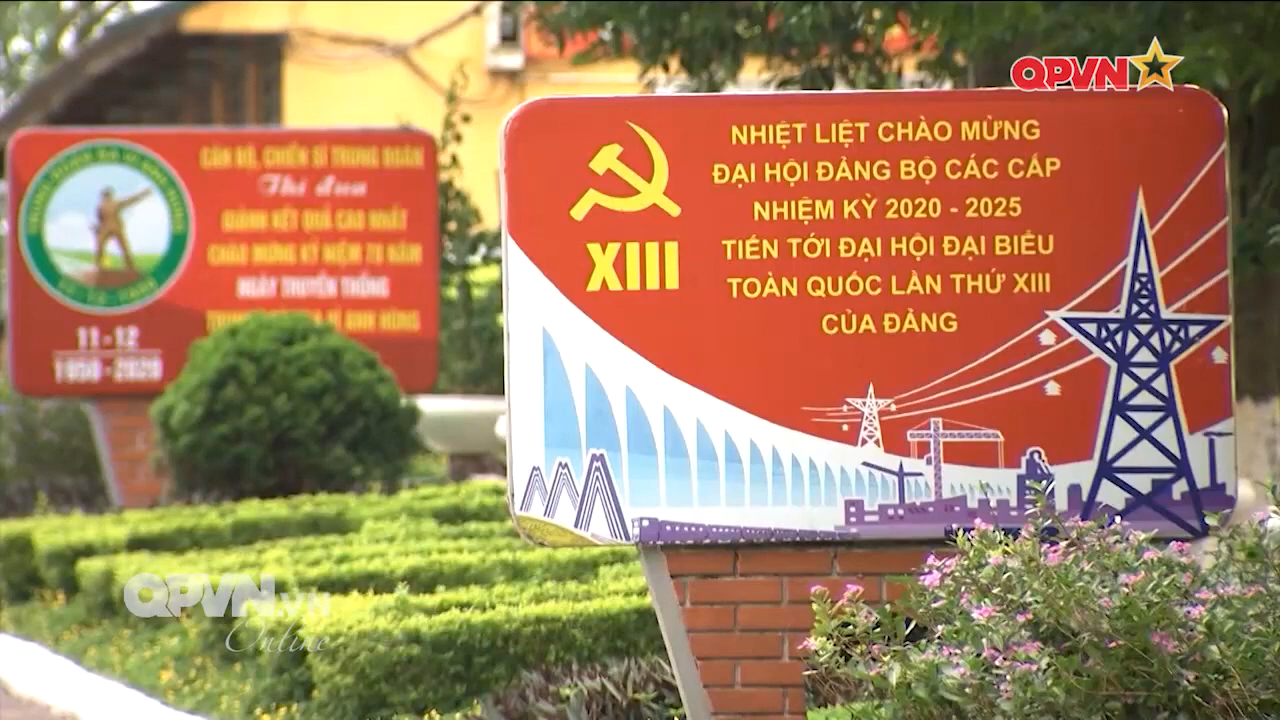 QPVN
NHIỆT LIỆT CHÀO MỪNG
ĐẠI HỘI ĐẢNG BỘ CÁC CẤP
NHIỆM KỲ 2020 - 2025
TIẾN TỚI ĐẠI HỘI ĐẠI BIỂU
TOÀN QUỐC LẦN THỨ XIII
CỦA ĐẢNG
XIII
CÁN BỘ, CHIẾN SĨ TRUNG ĐOÀN
Thi đua
GIÀNH KẾT QUẢ CAO NHẤT
CHÀO MỪNG KỶ NIỆM 70 NĂM
NGÀY TRUYỀN THỐNG
ANH HÙNG
11-12
1950-2020
QPVN.vn
Online